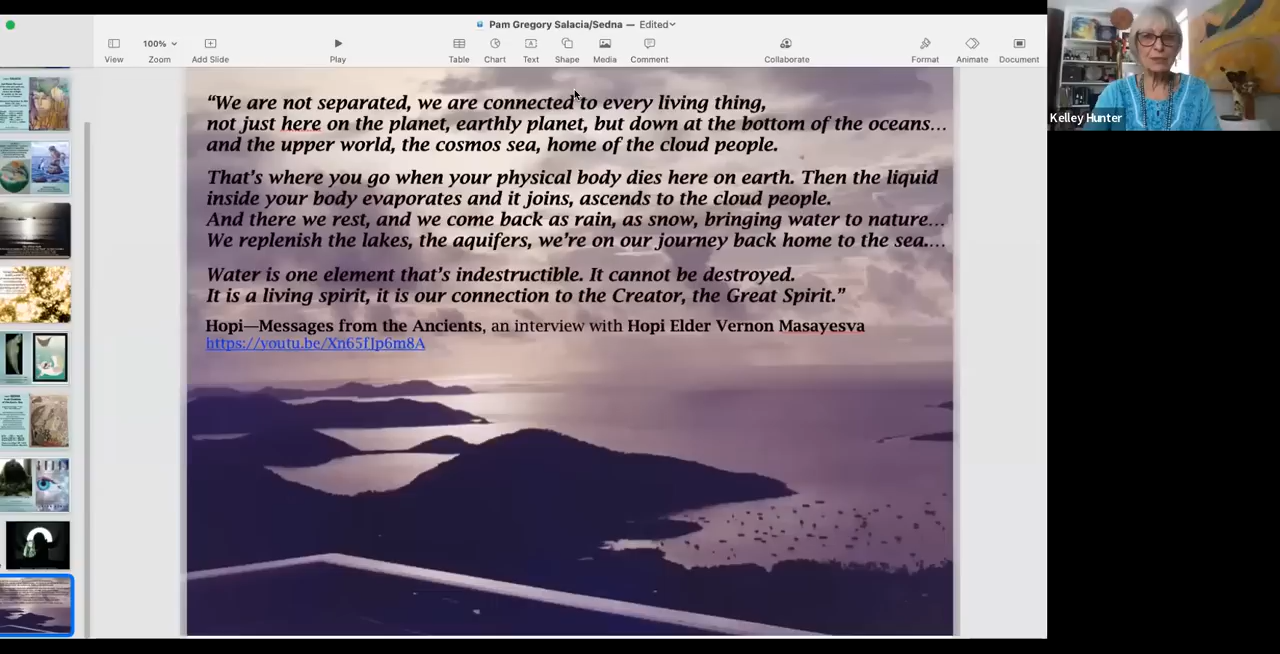 Pam Gregory Salacia/Sedna — Edited
View
100%
Zoom
Add Slide
Play
Table
Chart
Text
Shape
Media
Comment
Collaborate
Format
Animate
Document
Kelley Hunter
“We are not separated, we are connected to every living thing,
not just here on the planet, earthly planet, but down at the bottom of the oceans…
and the upper world, the cosmos sea, home of the cloud people.
That’s where you go when your physical body dies here on earth. Then the liquid
inside your body evaporates and it joins, ascends to the cloud people.
And there we rest, and we come back as rain, as snow, bringing water to nature…
We replenish the lakes, the aquifers, we’re on our journey back home to the sea.…
Water is one element that’s indestructible. It cannot be destroyed.
It is a living spirit, it is our connection to the Creator, the Great Spirit.”
Hopi—Messages from the Ancients, an interview with Hopi Elder Vernon Masayesva
https://youtu.be/Xn65fJp6m8A